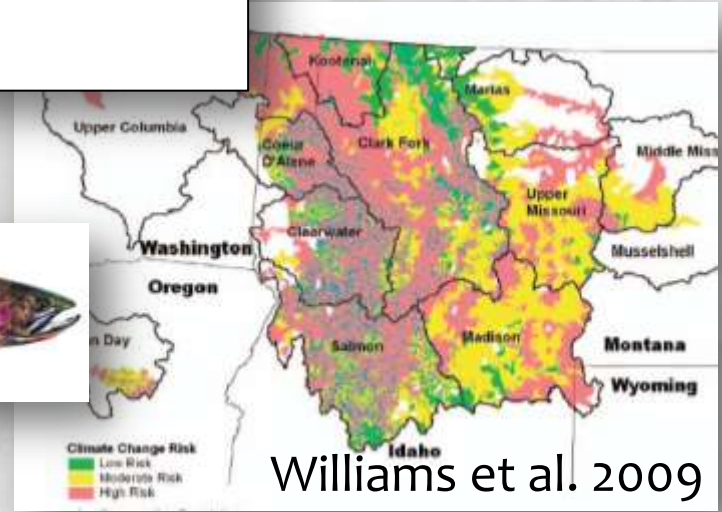 Kootenai
Marias
Upper Columbia
Coeur
D'Alene
Clark Fork
Middle Miss
Upper
Missouri
Clearwater
Washington
Musselshell
Oregon
n Day
Salmon
Madison
Montana
Wyoming
Climate Change Risk
Low Risk
Moderate Risk
High Risk
Idaho
Williams et al. 2009